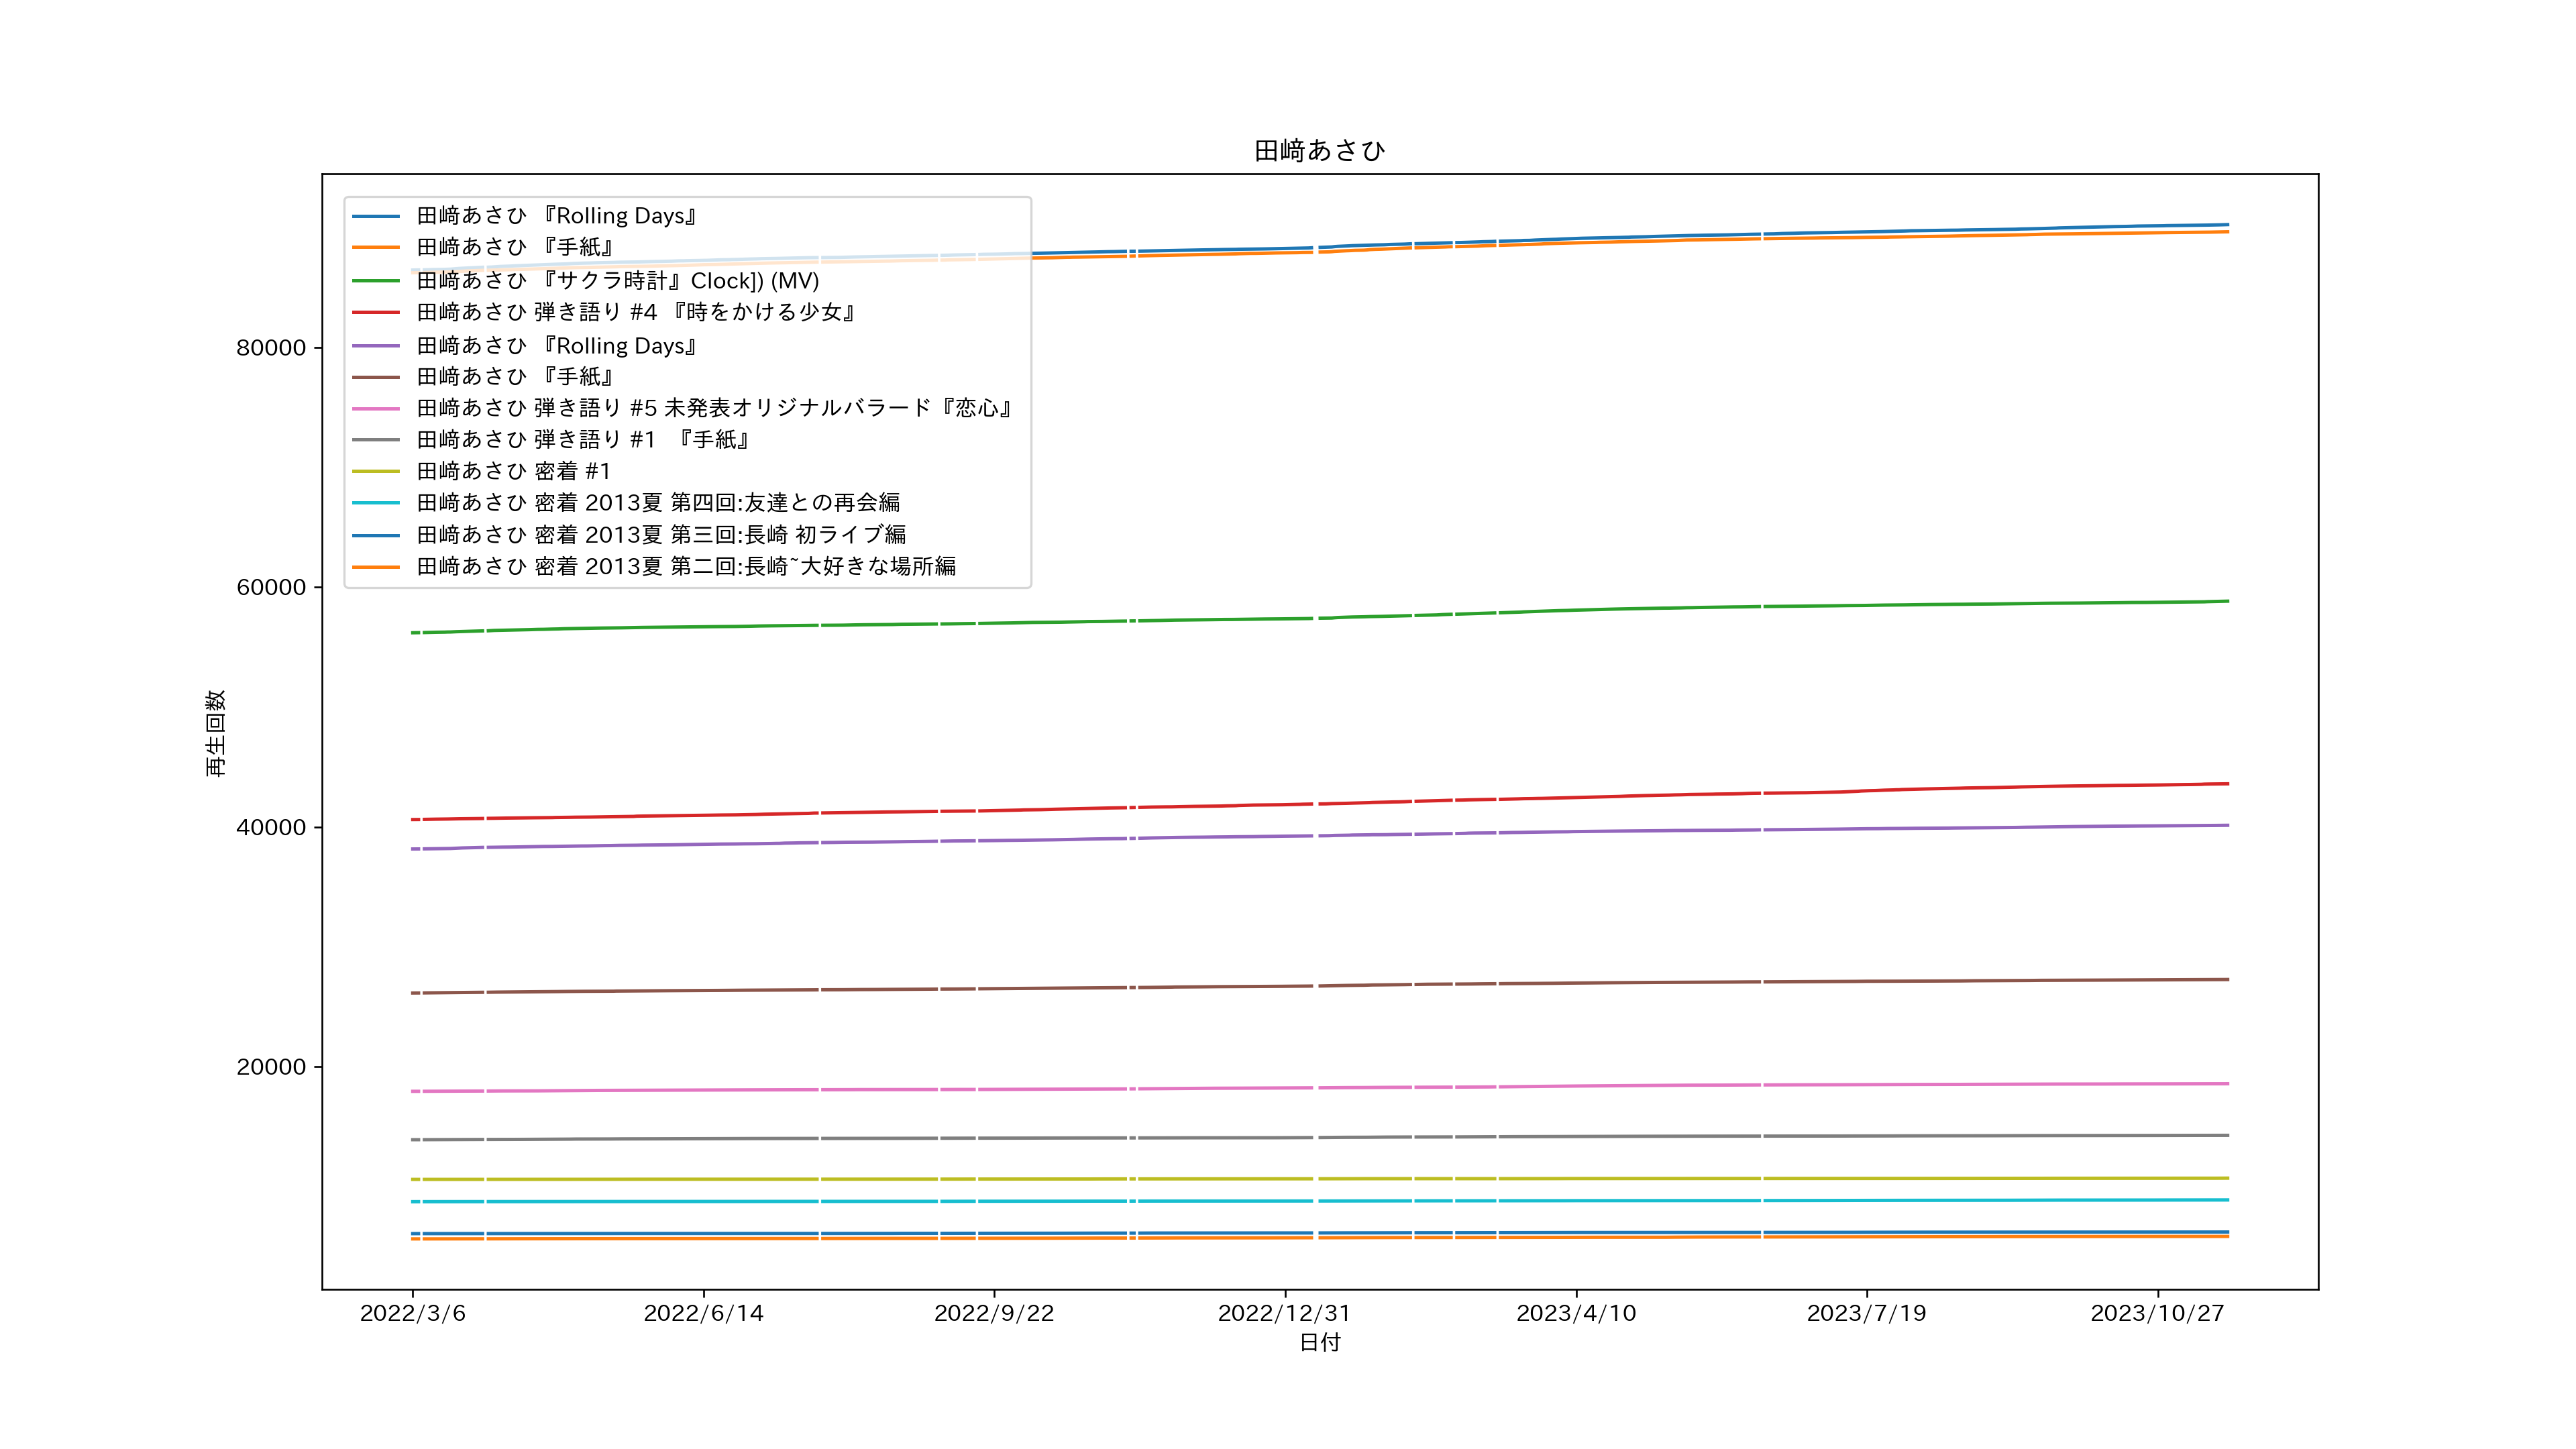 田﨑あさひ
田﨑あさひ 『Rolling Days』
田﨑あさひ 『手紙』
田﨑あさひ 『サクラ時計』Clock]) (MV)
田﨑あさひ 弾き語り #4 『時をかける少女』
田﨑あさひ 『Rolling Days』
田﨑あさひ 『手紙』
田﨑あさひ 弾き語り #5 未発表オリジナルバラード『恋心』
田﨑あさひ 弾き語り #1 『手紙』
田﨑あさひ 密着 #1
田﨑あさひ 密着 2013夏 第四回:友達との再会編
田﨑あさひ 密着 2013夏 第三回:長崎 初ライブ編
田﨑あさひ 密着 2013夏 第二回:長崎~大好きな場所編
80000
60000
40000
20000
再生回数
2022/3/6 2022/6/14 2022/9/22 2022/12/31 2023/4/10 2023/7/19 2023/10/27
日付